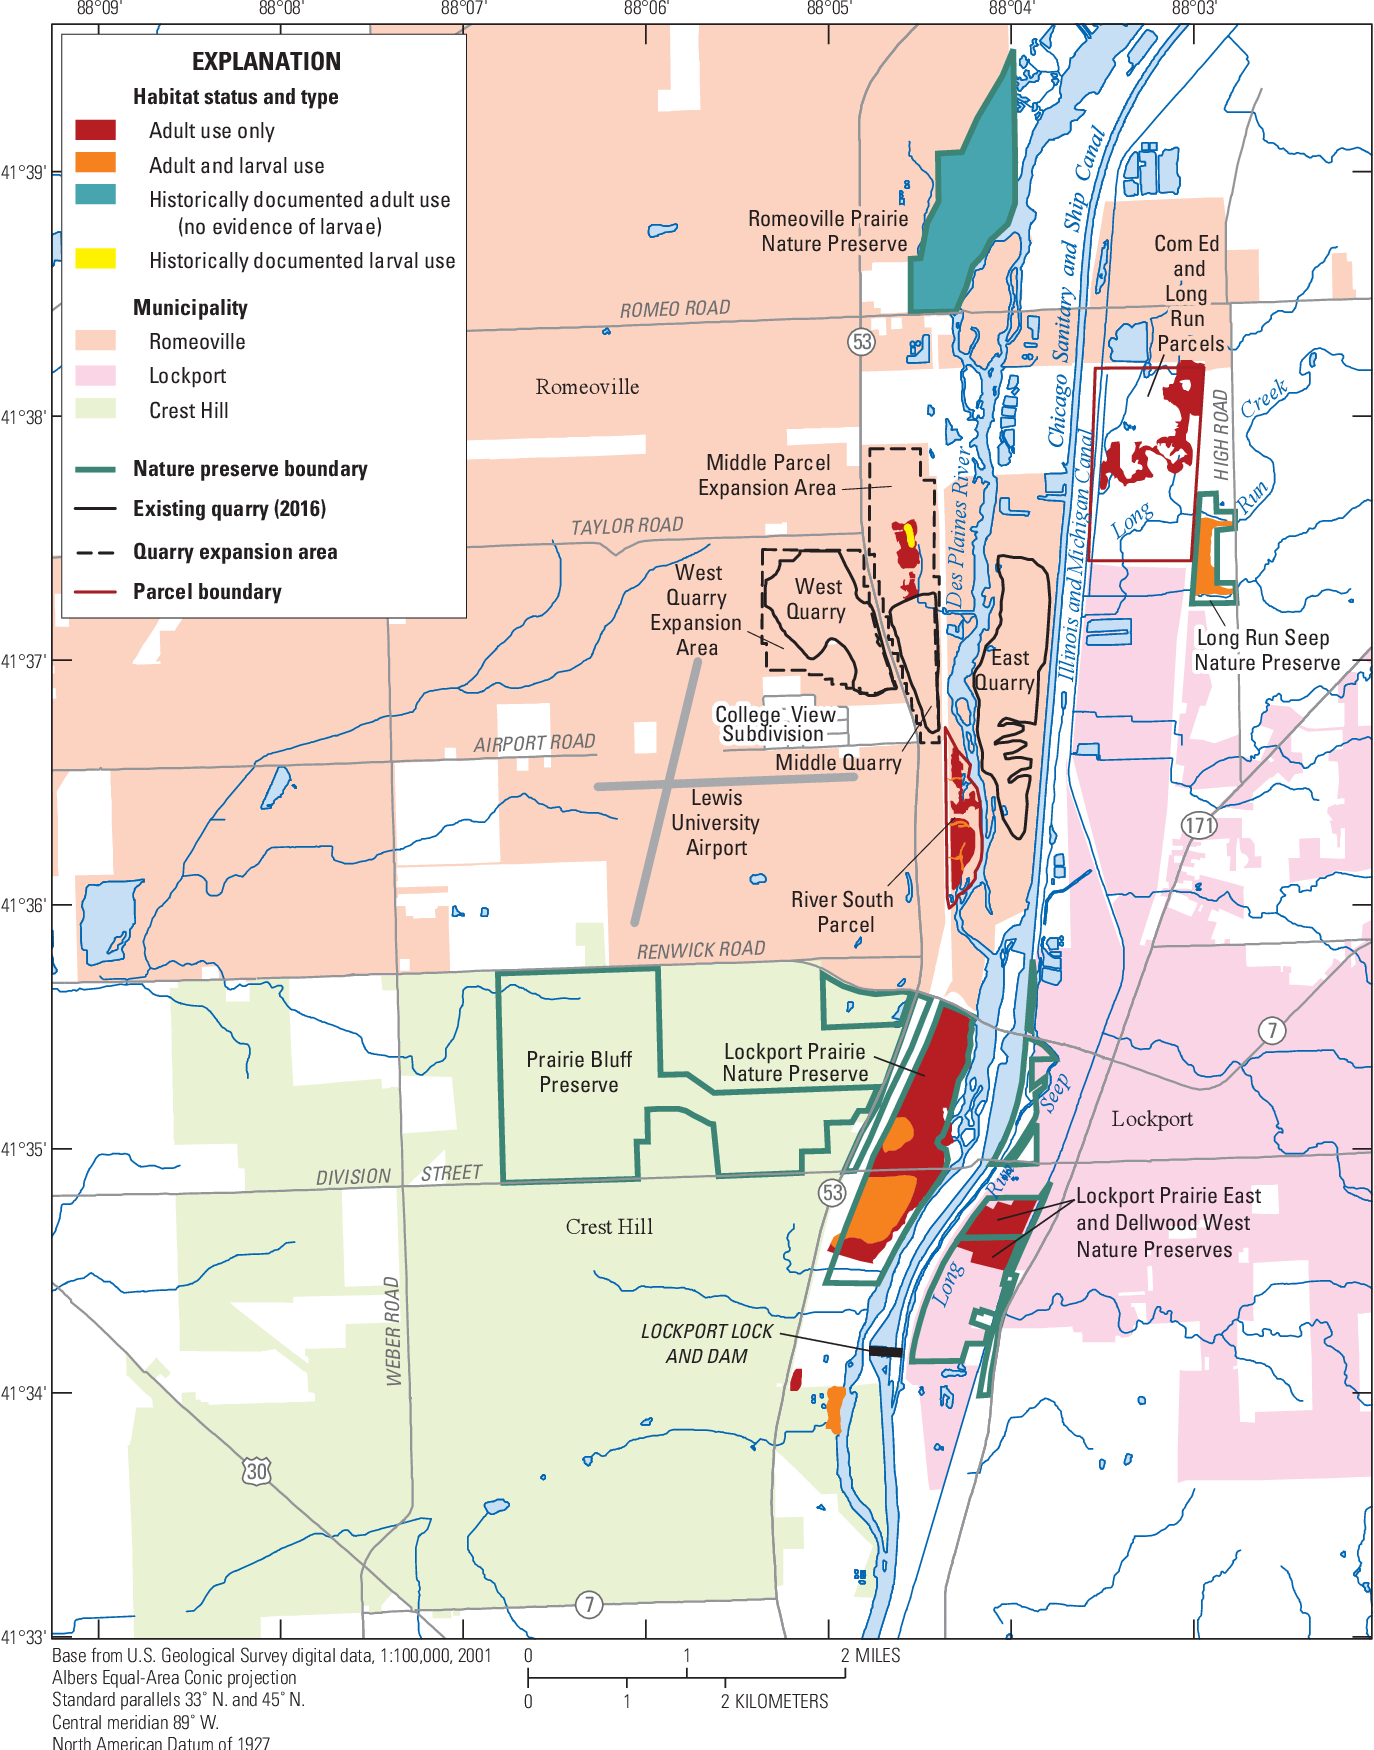 88°09' 88°08' 88°07' 88°06' 88°05' 88°04' 88°03'
EXPLANATION
Habitat status and type
Adult use only
Adult and larval use
Historically documented adult use
(no evidence of larvae)
Historically documented larval use
Municipality
Romeoville
Lockport
Crest Hill
Nature preserve boundary
Existing quarry (2016)
Quarry expansion area
Parcel boundary
41°39'
41°38'
41°37'
41°36'
41°35'
41°34'
41°33'
Romeoville Prairie
Nature Preserve
Chicago Sanitary and Ship Canal
Com Ed
and
Long
Run
Parcels
ROMEO ROAD
53
Romeoville
HIGH ROAD
Long
Run
Creek
Middle Parcel
Expansion Area
Des Plaines River
Illinois and Michigan Canal
TAYLOR ROAD
West
Quarry
Expansion
Area
West
Quarry
East
Quarry
Long Run Seep
Nature Preserve
College View
Subdivision
AIRPORT ROAD
Middle Quarry
Lewis
University
Airport
171
River South
Parcel
RENWICK ROAD
7
Prairie Bluff
Preserve
Lockport Prairie
Nature Preserve
Seep
Lockport
DIVISION STREET
53
Run
Long
Lockport Prairie East
and Dellwood West
Nature Preserves
Crest Hill
WEBER ROAD
LOCKPORT LOCK
AND DAM
30
7
Base from U.S. Geological Survey digital data, 1:100,000, 2001
Albers Equal-Area Conic projection
Standard parallels 33° N. and 45° N.
Central meridian 89° W.
North American Datum of 1927
0 1 2 MILES
0 1 2 KILOMETERS